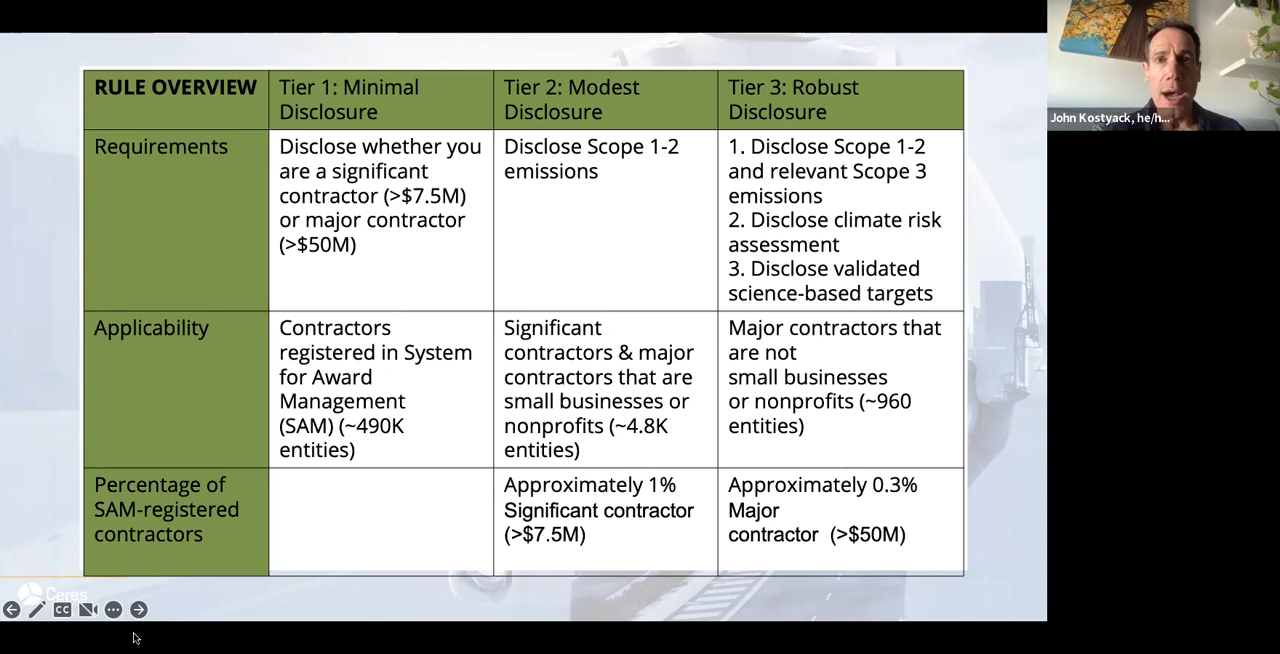 RULE OVERVIEW
Tier 1: Minimal
Disclosure
Tier 2: Modest
Disclosure
Tier 3: Robust
Disclosure
Requirements
Disclose whether you
are a significant
contractor (>$7.5M)
or major contractor
(>$50M)
Disclose Scope 1-2
emissions
1. Disclose Scope 1-2
and relevant Scope 3
emissions
2. Disclose climate risk
assessment
3. Disclose validated
science-based targets
Applicability
Contractors
registered in System
for Award
Management
(SAM) (~490K
entities)
Significant
contractors & major
contractors that are
small businesses or
nonprofits (~4.8K
entities)
Major contractors that
are not
small businesses
or nonprofits (~960
entities)
Percentage of
SAM-registered
contractors
Approximately 1%
Significant contractor
(>$7.5M)
Approximately 0.3%
Major
contractor (>$50M)
Ceres
CC
John Kostyack, he/h...